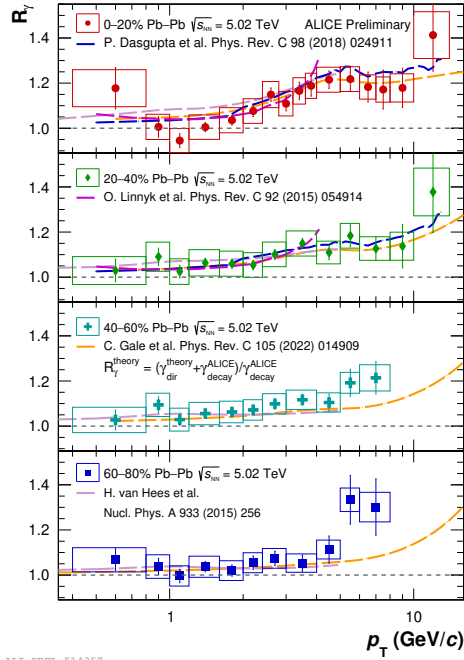 R_γ
1.4
1.2
1.0
0–20% Pb–Pb √s_NN = 5.02 TeV ALICE Preliminary
P. Dasgupta et al. Phys. Rev. C 98 (2018) 024911
1.4
1.2
1.0
20–40% Pb–Pb √s_NN = 5.02 TeV
O. Linnyk et al. Phys. Rev. C 92 (2015) 054914
1.4
1.2
1.0
40–60% Pb–Pb √s_NN = 5.02 TeV
C. Gale et al. Phys. Rev. C 105 (2022) 014909
R_γ^theory = (γ_dir^theory+γ_decay^ALICE)/γ_decay^ALICE
1.4
1.2
1.0
60–80% Pb–Pb √s_NN = 5.02 TeV
H. van Hees et al.
Nucl. Phys. A 933 (2015) 256
1 10
p_T (GeV/c)